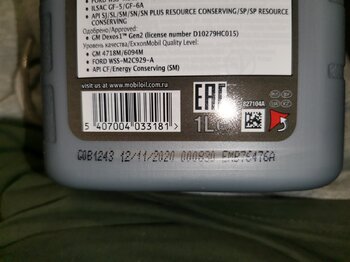 • ILSAC GF-5/GF-6A
• API SJ/SM/SN/SN PLUS RESOURCE CONSERVING/SP/SP RESOURCE
CONSERVING
Одобрено/Approved:
• GM Dexos1™ Gen2 (license number D10279HC015)
Уровень качества/ExxonMobil Quality Level:
• GM 4718M/6094M
• FORD WSS-M2C929-A
• API CF/Energy Conserving (SM)
visit us at www.mobiloil.com.ru
5 407004 033181 >
EAC
827104A
1L
G0B1243 12/11/2020 000830 EMB76476A